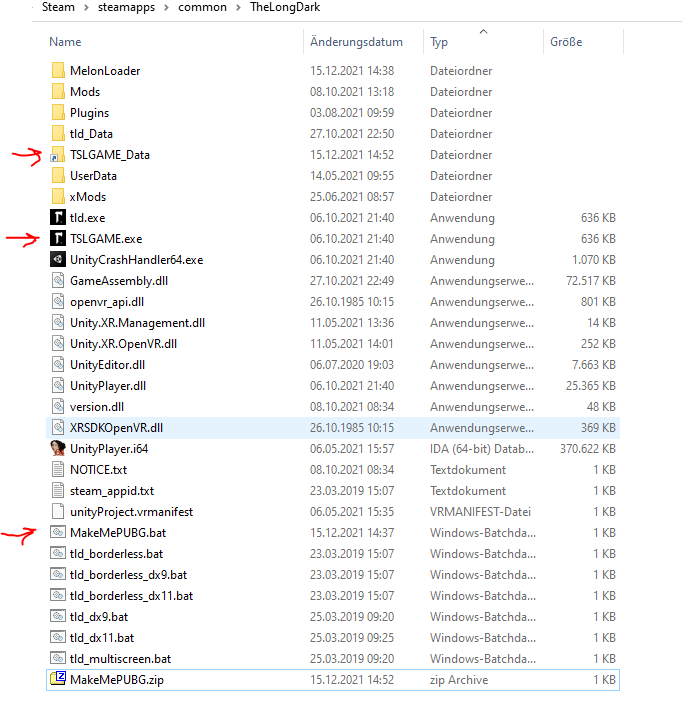 Steam > steamapps > common > TheLongDark
Name Änderungsdatum Typ Größe
MelonLoader 15.12.2021 14:38 Dateiordner
Mods 08.10.2021 13:18 Dateiordner
Plugins 03.08.2021 09:59 Dateiordner
tld_Data 27.10.2021 22:50 Dateiordner
TSLGAME_Data 15.12.2021 14:52 Dateiordner
UserData 14.05.2021 09:55 Dateiordner
xMods 25.06.2021 08:57 Dateiordner
tld.exe 06.10.2021 21:40 Anwendung 636 KB
TSLGAME.exe 06.10.2021 21:40 Anwendung 636 KB
UnityCrashHandler64.exe 06.10.2021 21:40 Anwendung 1.070 KB
GameAssembly.dll 27.10.2021 22:49 Anwendungserwe... 72.517 KB
openvr_api.dll 26.10.1985 10:15 Anwendungserwe... 801 KB
Unity.XR.Management.dll 11.05.2021 13:36 Anwendungserwe... 14 KB
Unity.XR.OpenVR.dll 11.05.2021 14:01 Anwendungserwe... 252 KB
UnityEditor.dll 06.07.2020 19:03 Anwendungserwe... 7.663 KB
UnityPlayer.dll 06.10.2021 21:40 Anwendungserwe... 25.365 KB
version.dll 08.10.2021 08:34 Anwendungserwe... 48 KB
XRSDKOpenVR.dll 26.10.1985 10:15 Anwendungserwe... 369 KB
UnityPlayer.i64 06.05.2021 15:57 IDA (64-bit) Datab... 370.622 KB
NOTICE.txt 08.10.2021 08:34 Textdokument 1 KB
steam_appid.txt 23.03.2019 15:07 Textdokument 1 KB
unityProject.vrmanifest 06.05.2021 15:35 VRMANIFEST-Datei 1 KB
MakeMePUBG.bat 15.12.2021 14:37 Windows-Batchda... 1 KB
tld_borderless.bat 23.03.2019 15:07 Windows-Batchda... 1 KB
tld_borderless_dx9.bat 23.03.2019 15:07 Windows-Batchda... 1 KB
tld_borderless_dx11.bat 23.03.2019 15:07 Windows-Batchda... 1 KB
tld_dx9.bat 25.03.2019 09:20 Windows-Batchda... 1 KB
tld_dx11.bat 25.03.2019 09:25 Windows-Batchda... 1 KB
tld_multiscreen.bat 25.03.2019 09:20 Windows-Batchda... 1 KB
MakeMePUBG.zip 15.12.2021 14:52 zip Archive 1 KB